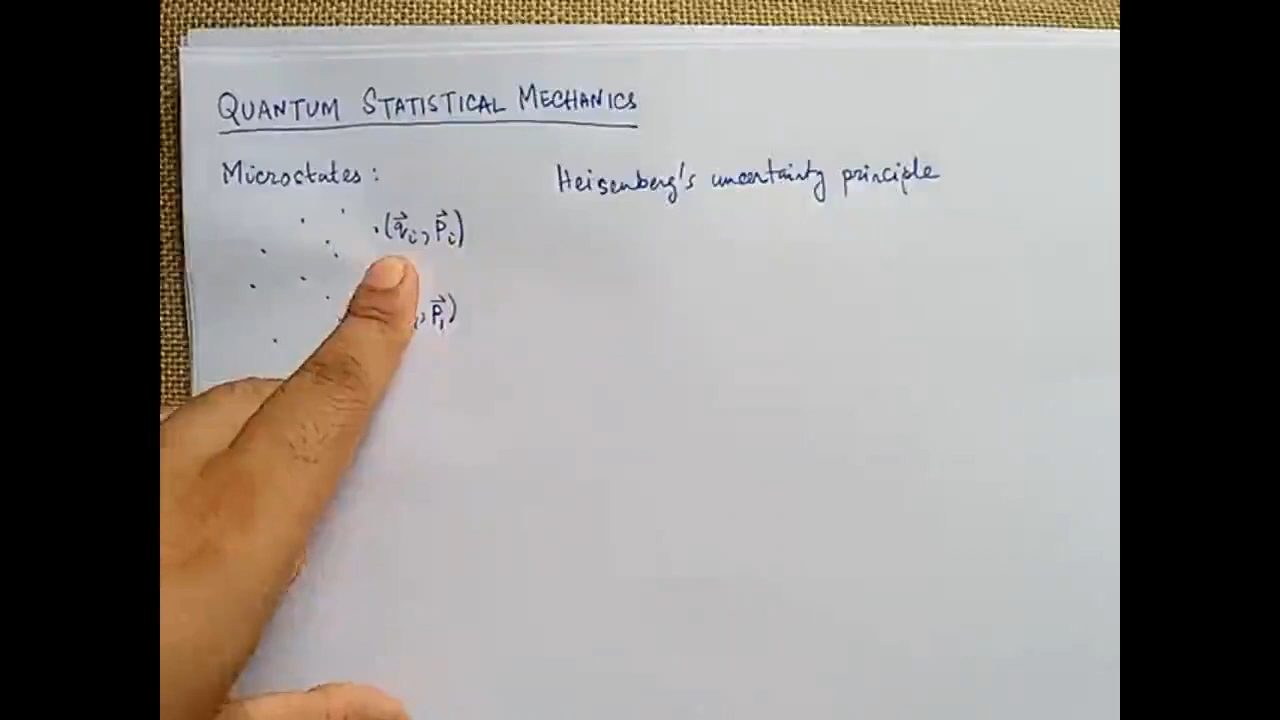 QUANTUM STATISTICAL MECHANICS
Microstates :
Heisenberg's uncertainty principle
(q⃗ᵢ, p⃗ᵢ)
, p⃗₁)